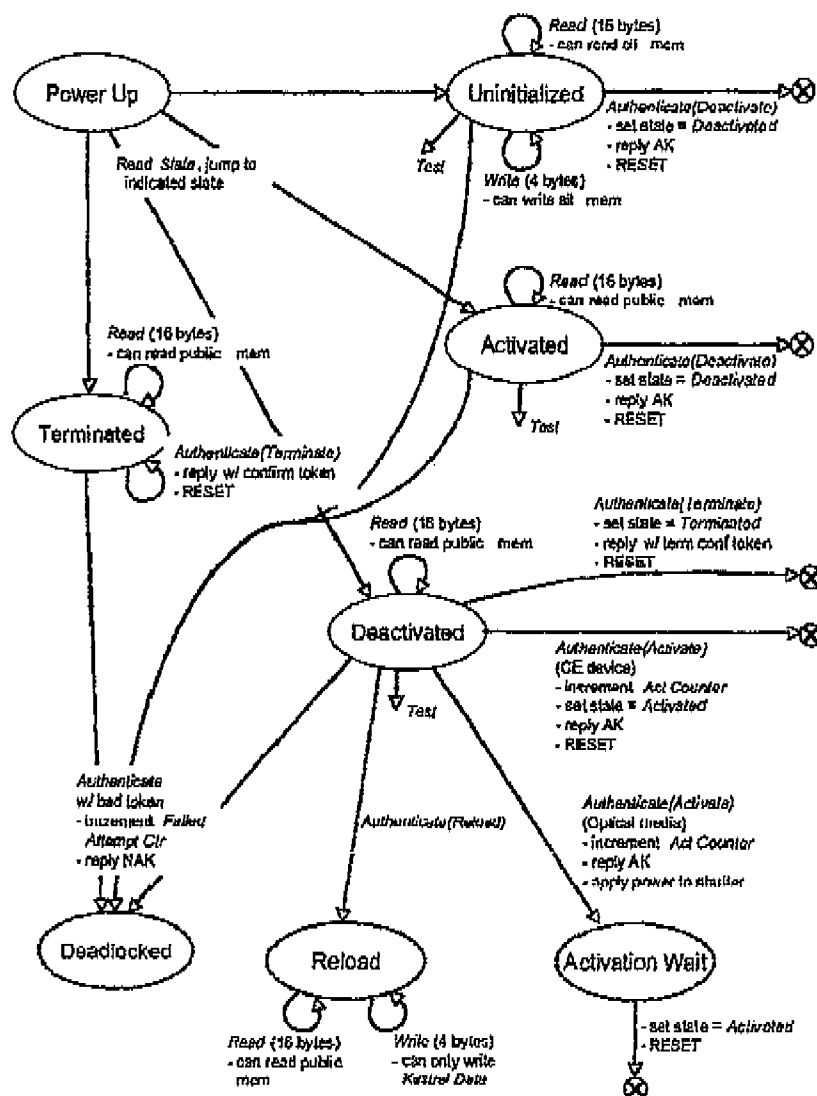 Read (16 bytes)
- can read all mem
Power Up
Uninitialized
Authenticate(Deactivate)
- set state = Deactivated
- reply AK
- RESET
Test
Write (4 bytes)
- can write all mem
Read State, jump to
indicated state
Read (16 bytes)
- can read public mem
Activated
Authenticate(Deactivate)
- set state = Deactivated
- reply AK
- RESET
Test
Read (16 bytes)
- can read public mem
Terminated
Authenticate(Terminate)
- reply w/ confirm token
- RESET
Read (16 bytes)
- can read public mem
Authenticate(Terminate)
- set state = Terminated
- reply w/ term conf token
- RESET
Deactivated
Test
Authenticate(Activate)
(CE device)
- increment Act Counter
- set state = Activated
- reply AK
- RESET
Authenticate
w/ bad token
- increment Failed
Attempt Ctr
- reply NAK
Authenticate(Reload)
Authenticate(Activate)
(Optical media)
- increment Act Counter
- reply AK
- apply power to shutter
Deadlocked
Reload
Activation Wait
Read (16 bytes)
- can read public
mem
Write (4 bytes)
- can only write
Kestrel Data
- set state = Activated
- RESET